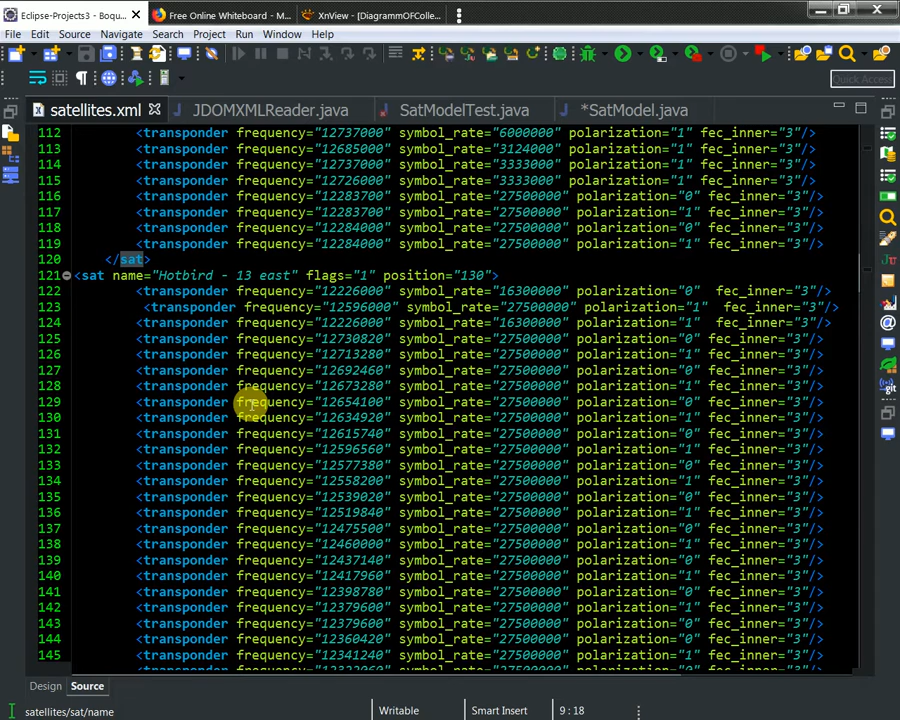 Eclipse-Projects3 - Boqu...
Free Online Whiteboard - M...
XnView - [DiagrammOfColle...
File Edit Source Navigate Search Project Run Window Help
Quick Access
satellites.xml
JDOMXMLReader.java
SatModelTest.java
*SatModel.java
112 <transponder frequency="12737000" symbol_rate="6000000" polarization="1" fec_inner="3"/>
113 <transponder frequency="12685000" symbol_rate="3124000" polarization="1" fec_inner="3"/>
114 <transponder frequency="12737000" symbol_rate="3333000" polarization="1" fec_inner="3"/>
115 <transponder frequency="12726000" symbol_rate="3333000" polarization="1" fec_inner="3"/>
116 <transponder frequency="12283700" symbol_rate="27500000" polarization="0" fec_inner="3"/>
117 <transponder frequency="12283700" symbol_rate="27500000" polarization="1" fec_inner="3"/>
118 <transponder frequency="12284000" symbol_rate="27500000" polarization="0" fec_inner="3"/>
119 <transponder frequency="12284000" symbol_rate="27500000" polarization="1" fec_inner="3"/>
120 </sat>
121 <sat name="Hotbird - 13 east" flags="1" position="130">
122 <transponder frequency="12226000" symbol_rate="16300000" polarization="0" fec_inner="3"/>
123 <transponder frequency="12596000" symbol_rate="27500000" polarization="1" fec_inner="3"/>
124 <transponder frequency="12226000" symbol_rate="16300000" polarization="1" fec_inner="3"/>
125 <transponder frequency="12730820" symbol_rate="27500000" polarization="0" fec_inner="3"/>
126 <transponder frequency="12713280" symbol_rate="27500000" polarization="1" fec_inner="3"/>
127 <transponder frequency="12692460" symbol_rate="27500000" polarization="0" fec_inner="3"/>
128 <transponder frequency="12673280" symbol_rate="27500000" polarization="1" fec_inner="3"/>
129 <transponder frequency="12654100" symbol_rate="27500000" polarization="0" fec_inner="3"/>
130 <transponder frequency="12634920" symbol_rate="27500000" polarization="1" fec_inner="3"/>
131 <transponder frequency="12615740" symbol_rate="27500000" polarization="0" fec_inner="3"/>
132 <transponder frequency="12596560" symbol_rate="27500000" polarization="1" fec_inner="3"/>
133 <transponder frequency="12577380" symbol_rate="27500000" polarization="0" fec_inner="3"/>
134 <transponder frequency="12558200" symbol_rate="27500000" polarization="1" fec_inner="3"/>
135 <transponder frequency="12539020" symbol_rate="27500000" polarization="0" fec_inner="3"/>
136 <transponder frequency="12519840" symbol_rate="27500000" polarization="1" fec_inner="3"/>
137 <transponder frequency="12475500" symbol_rate="27500000" polarization="0" fec_inner="3"/>
138 <transponder frequency="12460000" symbol_rate="27500000" polarization="1" fec_inner="3"/>
139 <transponder frequency="12437140" symbol_rate="27500000" polarization="0" fec_inner="3"/>
140 <transponder frequency="12417960" symbol_rate="27500000" polarization="1" fec_inner="3"/>
141 <transponder frequency="12398780" symbol_rate="27500000" polarization="0" fec_inner="3"/>
142 <transponder frequency="12379600" symbol_rate="27500000" polarization="1" fec_inner="3"/>
143 <transponder frequency="12379600" symbol_rate="27500000" polarization="0" fec_inner="3"/>
144 <transponder frequency="12360420" symbol_rate="27500000" polarization="0" fec_inner="3"/>
145 <transponder frequency="12341240" symbol_rate="27500000" polarization="1" fec_inner="3"/>
Design Source
satellites/sat/name
Writable
Smart Insert
9 : 18